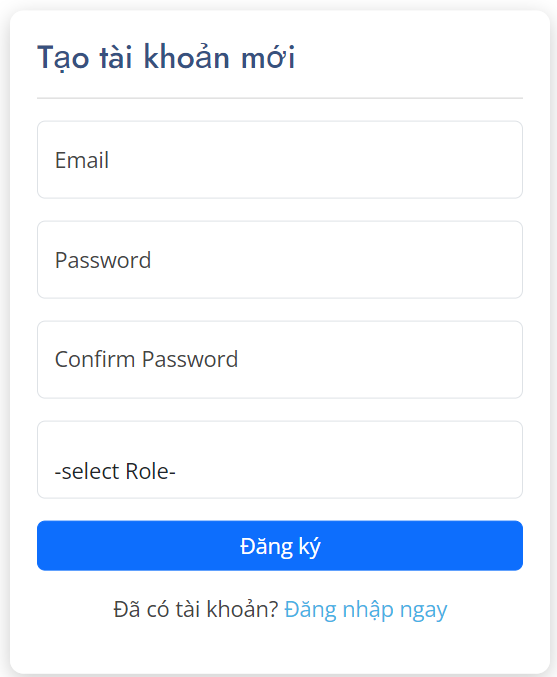 Tạo tài khoản mới
Email
Password
Confirm Password
-select Role-
Đăng ký
Đã có tài khoản? Đăng nhập ngay